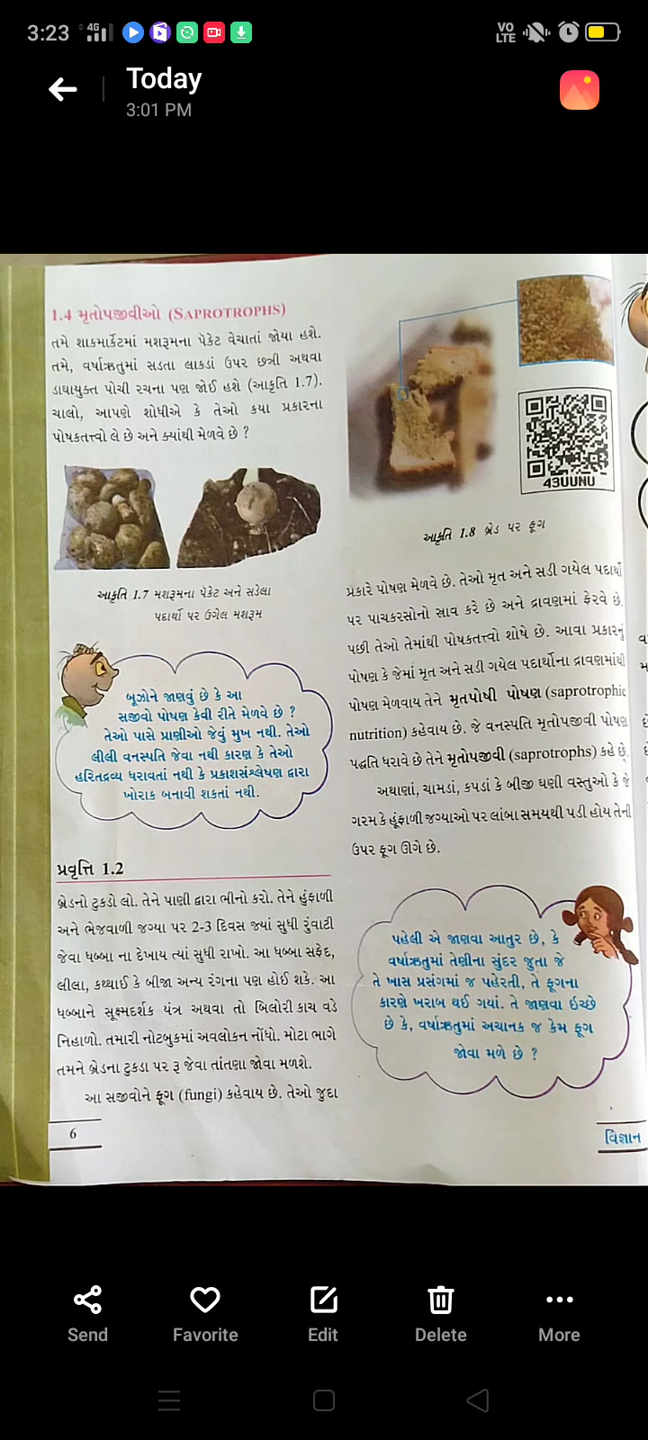 3:23
4G
VO
LTE
Today
3:01 PM
1.4 મૃતોપજીવીઓ (SAPROTROPHS)
તમે શાકમાર્કેટમાં મશરૂમના પૅકેટ વેચાતાં જોયા હશે.
તમે, વર્ષાઋતુમાં સડતા લાકડાં ઉપર છત્રી અથવા
ડાઘાયુક્ત પોચી રચના પણ જોઈ હશે (આકૃતિ 1.7).
ચાલો, આપણે શોધીએ કે તેઓ કયા પ્રકારના
પોષકતત્ત્વો લે છે અને ક્યાંથી મેળવે છે ?
આકૃતિ 1.7 મશરૂમના પૅકેટ અને સડેલા
પદાર્થો પર ઉગેલ મશરૂમ
બૂઝોને જાણવું છે કે આ
સજીવો પોષણ કેવી રીતે મેળવે છે ?
તેઓ પાસે પ્રાણીઓ જેવું મુખ નથી. તેઓ
લીલી વનસ્પતિ જેવા નથી કારણ કે તેઓ
હરિતદ્રવ્ય ધરાવતાં નથી કે પ્રકાશસંશ્લેષણ દ્વારા
ખોરાક બનાવી શકતાં નથી.
પ્રવૃત્તિ 1.2
બ્રેડનો ટુકડો લો. તેને પાણી દ્વારા ભીનો કરો. તેને હુંફાળી
અને ભેજવાળી જગ્યા પર 2-3 દિવસ જ્યાં સુધી રુંવાટી
જેવા ધબ્બા ના દેખાય ત્યાં સુધી રાખો. આ ધબ્બા સફેદ,
લીલા, કથ્થાઈ કે બીજા અન્ય રંગના પણ હોઈ શકે. આ
ધબ્બાને સૂક્ષ્મદર્શક યંત્ર અથવા તો બિલોરી કાચ વડે
નિહાળો. તમારી નોટબુકમાં અવલોકન નોંધો. મોટા ભાગે
તમને બ્રેડના ટુકડા પર રૂ જેવા તાંતણા જોવા મળશે.
આ સજીવોને ફૂગ (fungi) કહેવાય છે. તેઓ જુદા
6
43UUNU
આકૃતિ 1.8 બ્રેડ પર ફૂગ
પ્રકારે પોષણ મેળવે છે. તેઓ મૃત અને સડી ગયેલ પદાર્થો
પર પાચકરસોનો સ્રાવ કરે છે અને દ્રાવણમાં ફેરવે છે.
પછી તેઓ તેમાંથી પોષકતત્ત્વો શોષે છે. આવા પ્રકારનું
પોષણ કે જેમાં મૃત અને સડી ગયેલ પદાર્થોના દ્રાવણમાંથી
પોષણ મેળવાય તેને મૃતપોષી પોષણ (saprotrophic
nutrition) કહેવાય છે. જે વનસ્પતિ મૃતોપજીવી પોષણ
પદ્ધતિ ધરાવે છે તેને મૃતોપજીવી (saprotrophs) કહે છે.
અથાણાં, ચામડાં, કપડાં કે બીજી ઘણી વસ્તુઓ કે જે
ગરમ કે હૂંફાળી જગ્યાઓ પર લાંબા સમયથી પડી હોય તેની
ઉપર ફૂગ ઊગે છે.
પહેલી એ જાણવા આતુર છે, કે
વર્ષાઋતુમાં તેણીના સુંદર જુતા જે
તે ખાસ પ્રસંગમાં જ પહેરતી, તે ફૂગના
કારણે ખરાબ થઈ ગયાં. તે જાણવા ઇચ્છે
છે કે, વર્ષાઋતુમાં અચાનક જ કેમ ફૂગ
જોવા મળે છે ?
વિજ્ઞાન
Send
Favorite
Edit
Delete
More